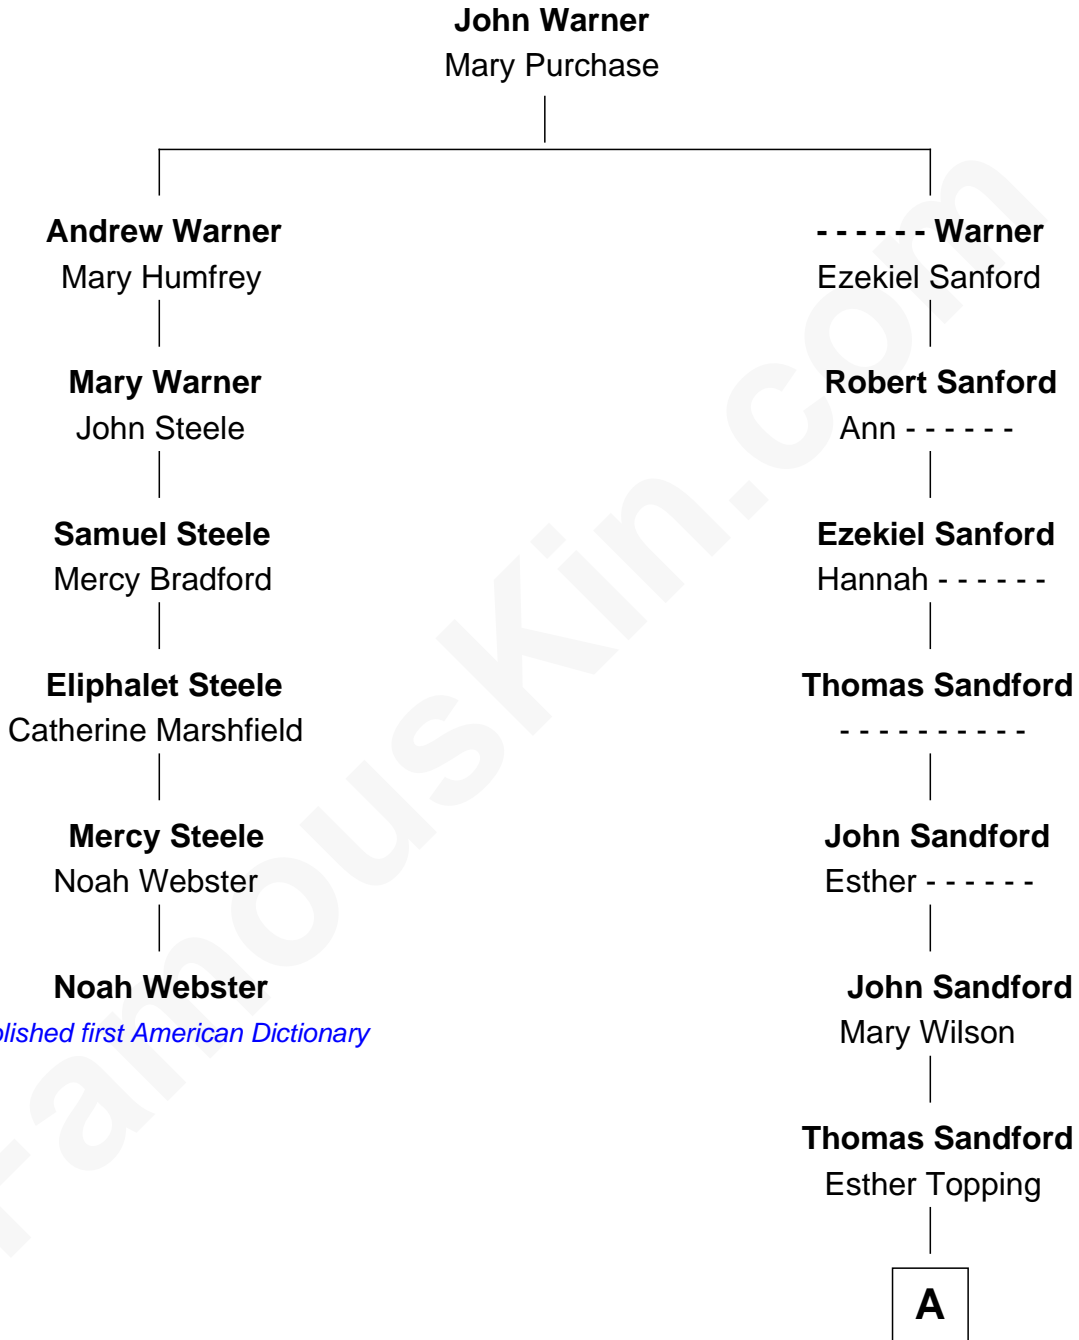 John Warner
Mary Purchase
Andrew Warner
Mary Humfrey
- - - - - - Warner
Ezekiel Sanford
Mary Warner
John Steele
Robert Sanford
Ann - - - - - -
Samuel Steele
Mercy Bradford
Ezekiel Sanford
Hannah - - - - - -
Eliphalet Steele
Catherine Marshfield
Thomas Sandford
- - - - - - - - - -
Mercy Steele
Noah Webster
John Sandford
Esther - - - - - -
Noah Webster
first American Dictionary
John Sandford
Mary Wilson
Thomas Sandford
Esther Topping
A
FamousKin.com